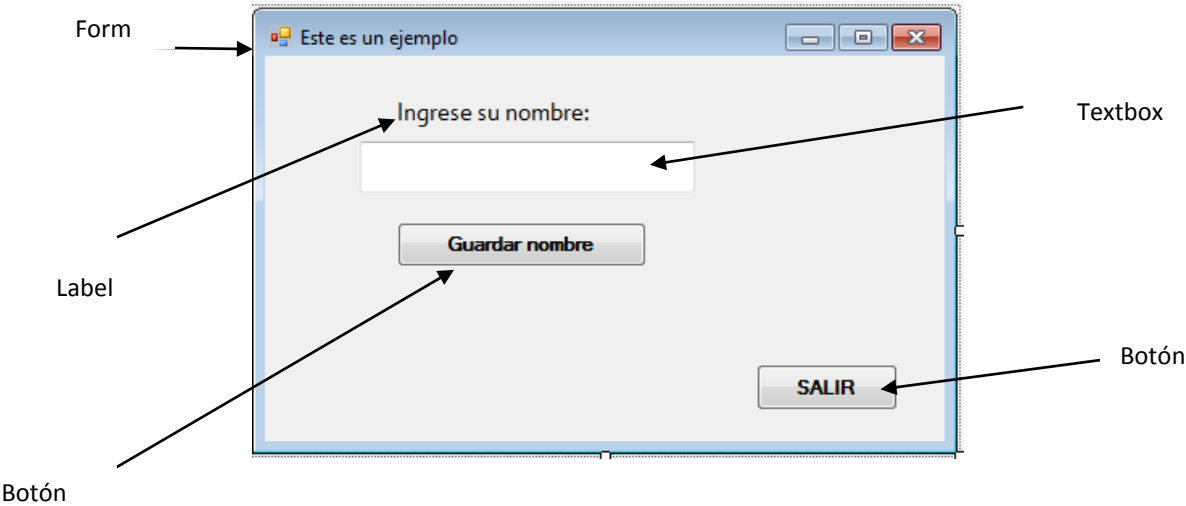 Form
Este es un ejemplo
Ingrese su nombre:
Textbox
Guardar nombre
Label
Botón
SALIR
Botón